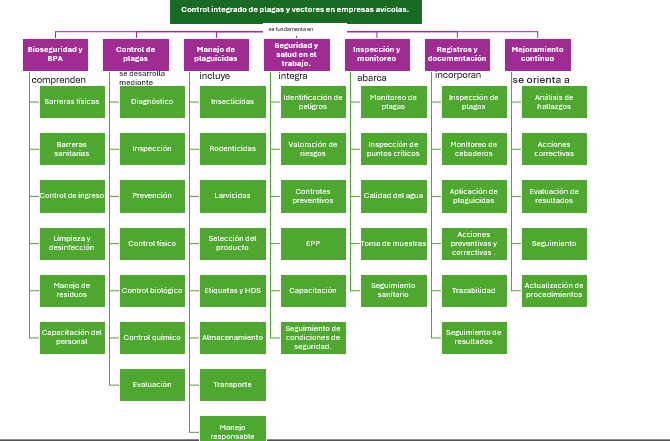 Control integrado de plagas y vectores en empresas avícolas.
se fundamenta en
Bioseguridad y
BPA
comprenden
Barreras físicas
Barreras
sanitarias
Control de ingreso
Limpieza y
desinfección
Manejo de
residuos
Capacitación del
personal
Control de
plagas
se desarrolla
mediante
Diagnóstico
Inspección
Prevención
Control físico
Control biológico
Control químico
Evaluación
Manejo de
plaguicidas
incluye
Insecticidas
Rodenticidas
Larvicidas
Selección del
producto
Etiquetas y HDS
Almacenamiento
Transporte
Manejo
responsable
Seguridad y
salud en el
trabajo.
integra
Identificación de
peligros
Valoración de
riesgos
Controles
preventivos
EPP
Capacitación
Seguimiento de
condiciones de
seguridad.
Inspección y
monitoreo
abarca
Monitoreo de
plagas
Inspección de
puntos críticos
Calidad del agua
Toma de muestras
Seguimiento
sanitario
Registros y
documentación
incorporan
Inspección de
plagas
Monitoreo de
cebaderos
Aplicación de
plaguicidas
Acciones
preventivas y
correctivas .
Trazabilidad
Seguimiento de
resultados
Mejoramiento
continuo
se orienta a
Análisis de
hallazgos
Acciones
correctivas
Evaluación de
resultados
Seguimiento
Actualización de
procedimientos